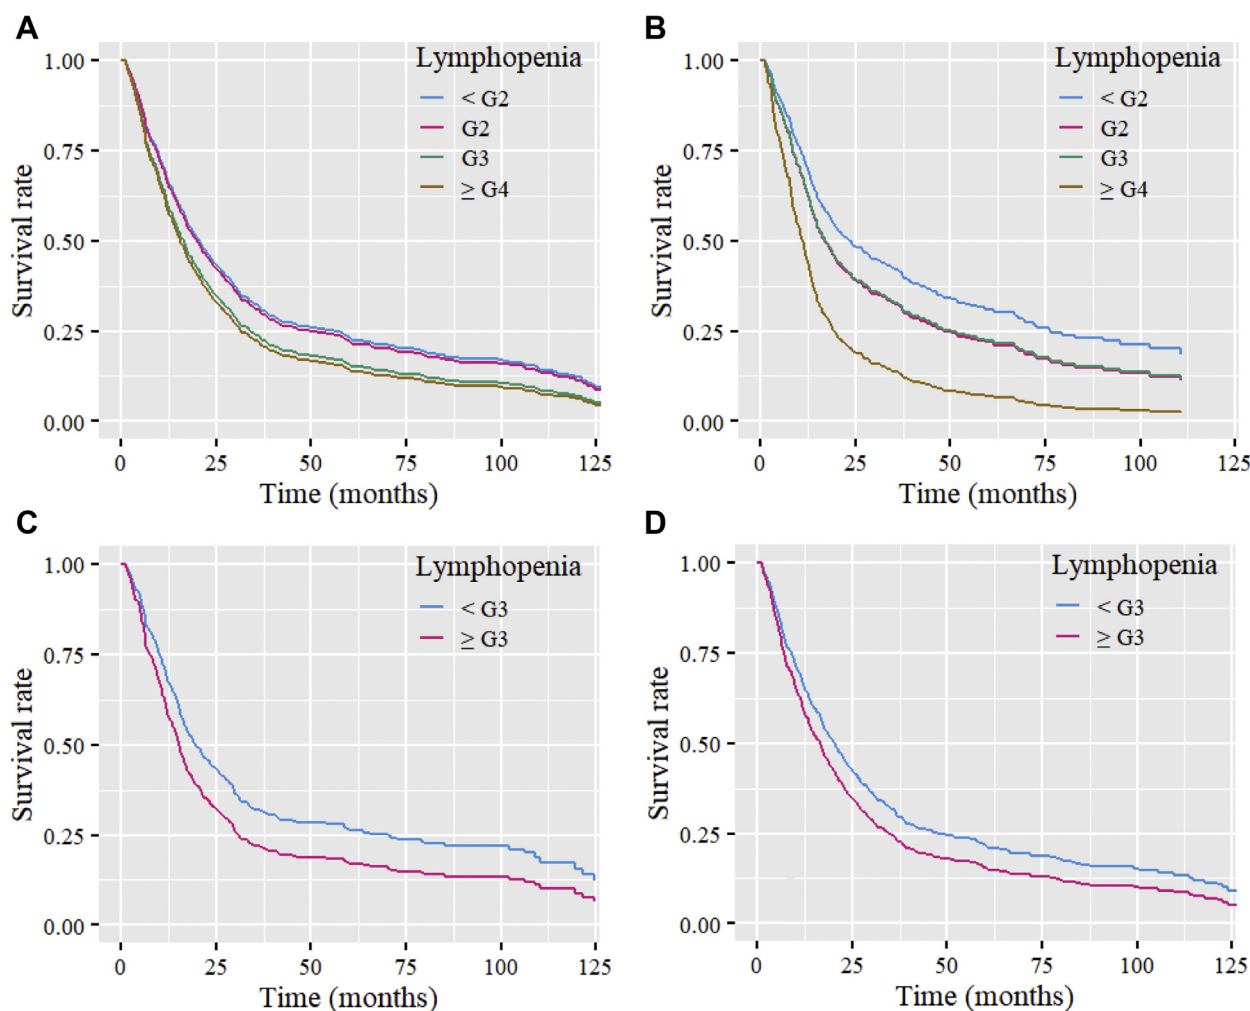 A
Lymphopenia
< G2
G2
G3
≥ G4
1.00
0.75
0.50
0.25
0.00
Survival rate
0
25
50
75
100
125
Time (months)
B
Lymphopenia
< G2
G2
G3
≥ G4
1.00
0.75
0.50
0.25
0.00
Survival rate
0
25
50
75
100
125
Time (months)
C
Lymphopenia
< G3
≥ G3
1.00
0.75
0.50
0.25
0.00
Survival rate
0
25
50
75
100
125
Time (months)
D
Lymphopenia
< G3
≥ G3
1.00
0.75
0.50
0.25
0.00
Survival rate
0
25
50
75
100
125
Time (months)